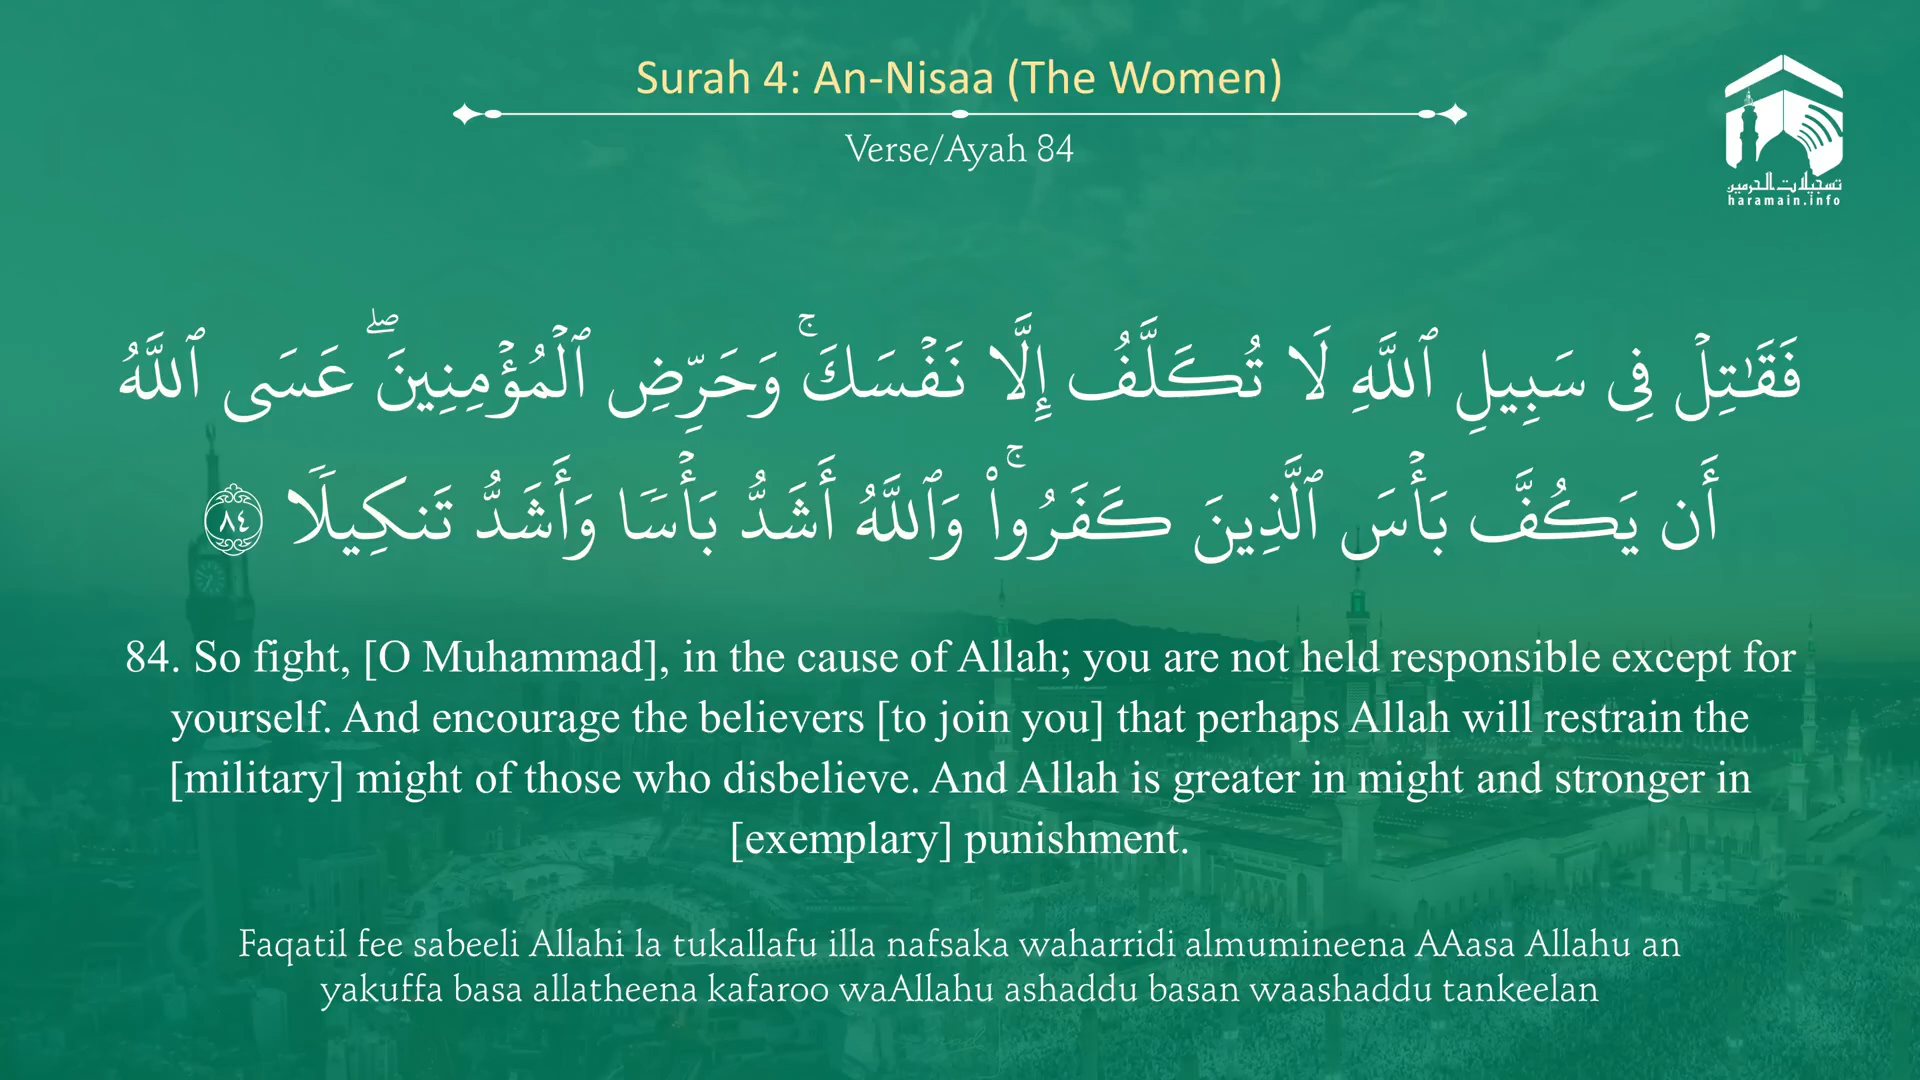 Surah 4: An-Nisaa (The Women)
Verse/Ayah 84
تسجيلات الحرمين
haramain.info
فَقَـٰتِلْ فِى سَبِيلِ ٱللَّهِ لَا تُكَلَّفُ إِلَّا نَفْسَكَ ۚ وَحَرِّضِ ٱلْمُؤْمِنِينَ ۖ عَسَى ٱللَّهُ
أَن يَكُفَّ بَأْسَ ٱلَّذِينَ كَفَرُوا۟ ۚ وَٱللَّهُ أَشَدُّ بَأْسًا وَأَشَدُّ تَنكِيلًا ٨٤
84. So fight, [O Muhammad], in the cause of Allah; you are not held responsible except for
yourself. And encourage the believers [to join you] that perhaps Allah will restrain the
[military] might of those who disbelieve. And Allah is greater in might and stronger in
[exemplary] punishment.
Faqatil fee sabeeli Allahi la tukallafu illa nafsaka waharridi almumineena AAasa Allahu an
yakuffa basa allatheena kafaroo waAllahu ashaddu basan waashaddu tankeelan